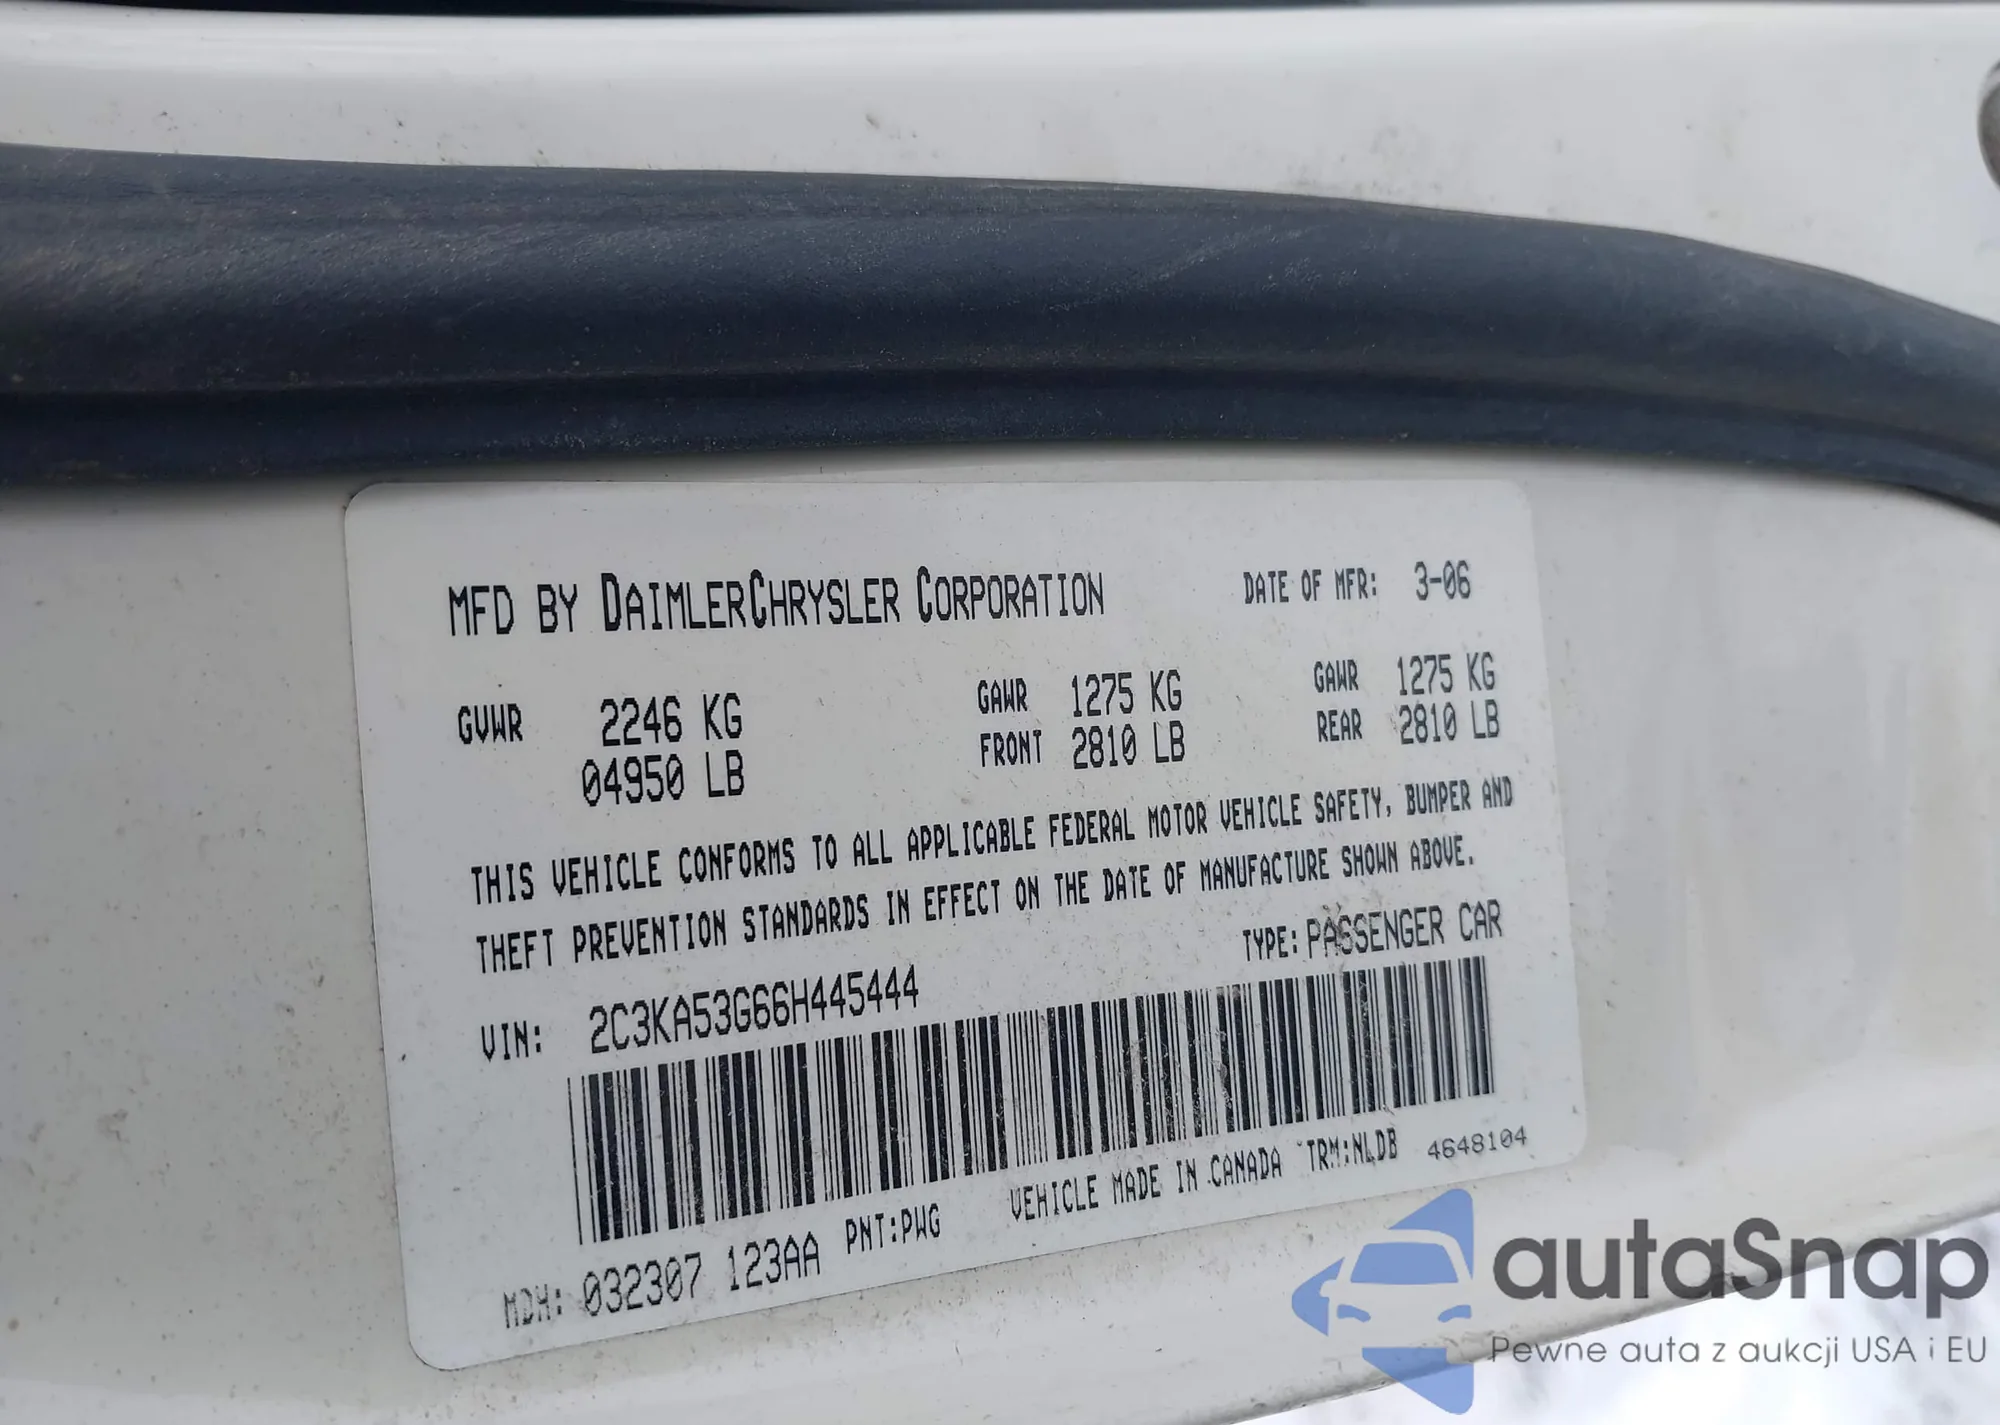 MFD BY DAIMLERCHRYSLER CORPORATION DATE OF MFR: 3-06
GVWR 2246 KG GAWR 1275 KG GAWR 1275 KG
04950 LB FRONT 2810 LB REAR 2810 LB
THIS VEHICLE CONFORMS TO ALL APPLICABLE FEDERAL MOTOR VEHICLE SAFETY, BUMPER AND
THEFT PREVENTION STANDARDS IN EFFECT ON THE DATE OF MANUFACTURE SHOWN ABOVE.
VIN: 2C3KA53G66H445444 TYPE: PASSENGER CAR
MDH: 032307 123AA PNT:PWG VEHICLE MADE IN CANADA TRM:NLDB 4648104
autaSnap
Pewne auta z aukcji USA i EU